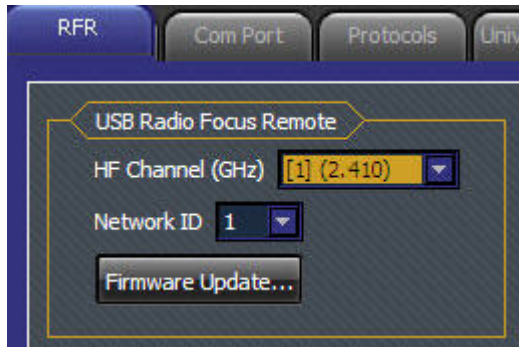 RFR Com Port Protocols
USB Radio Focus Remote
HF Channel (GHz) [1] (2.410)
Network ID 1
Firmware Update...